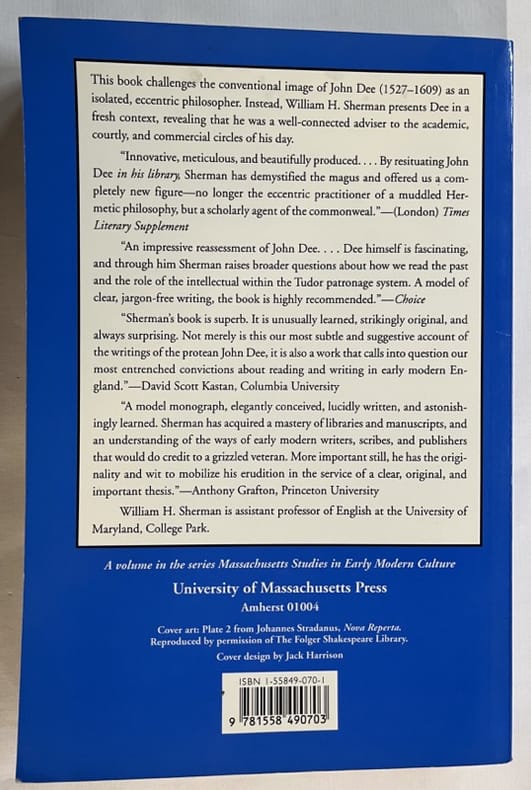 This book challenges the conventional image of John Dee (1527–1609) as an
isolated, eccentric philosopher. Instead, William H. Sherman presents Dee in a
fresh context, revealing that he was a well-connected adviser to the academic,
courtly, and commercial circles of his day.
“Innovative, meticulous, and beautifully produced. . . . By resituating John
Dee in his library, Sherman has demystified the magus and offered us a com-
pletely new figure—no longer the eccentric practitioner of a muddled Her-
metic philosophy, but a scholarly agent of the commonweal.”—(London) Times
Literary Supplement
“An impressive reassessment of John Dee. . . . Dee himself is fascinating,
and through him Sherman raises broader questions about how we read the past
and the role of the intellectual within the Tudor patronage system. A model of
clear, jargon-free writing, the book is highly recommended.”—Choice
“Sherman’s book is superb. It is unusually learned, strikingly original, and
always surprising. Not merely is this our most subtle and suggestive account of
the writings of the protean John Dee, it is also a work that calls into question our
most entrenched convictions about reading and writing in early modern En-
gland.”—David Scott Kastan, Columbia University
“A model monograph, elegantly conceived, lucidly written, and astonish-
ingly learned. Sherman has acquired a mastery of libraries and manuscripts, and
an understanding of the ways of early modern writers, scribes, and publishers
that would do credit to a grizzled veteran. More important still, he has the origi-
nality and wit to mobilize his erudition in the service of a clear, original, and
important thesis.”—Anthony Grafton, Princeton University
William H. Sherman is assistant professor of English at the University of
Maryland, College Park.
A volume in the series Massachusetts Studies in Early Modern Culture
University of Massachusetts Press
Amherst 01004
Cover art: Plate 2 from Johannes Stradanus, Nova Reperta.
Reproduced by permission of The Folger Shakespeare Library.
Cover design by Jack Harrison
ISBN 1-55849-070-1
9 781558 490703